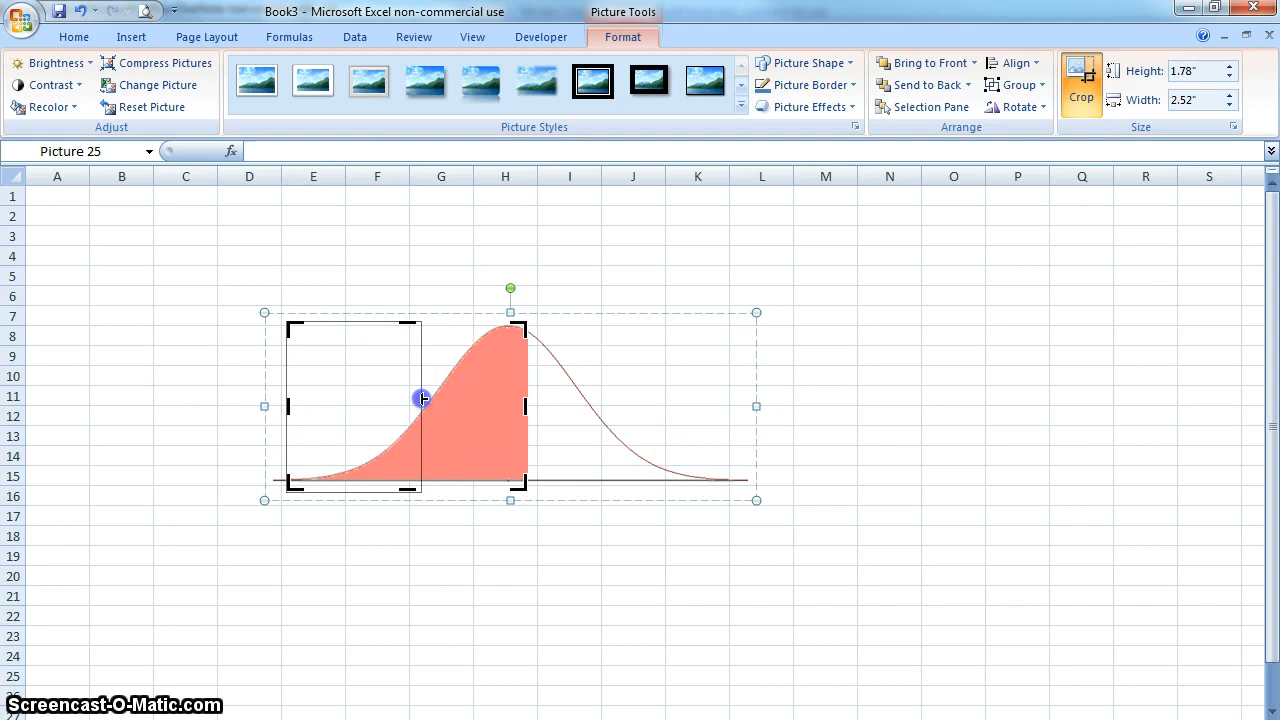 Book3 - Microsoft Excel non-commercial use
Picture Tools
Home Insert Page Layout Formulas Data Review View Developer Format
Brightness Compress Pictures Picture Shape Bring to Front Align Height: 1.78"
Contrast Change Picture Picture Border Send to Back Group Crop Width: 2.52"
Recolor Reset Picture Picture Effects Selection Pane Rotate
Adjust Picture Styles Arrange Size
Picture 25 fx
A B C D E F G H I J K L M N O P Q R S
1
2
3
4
5
6
7
8
9
10
11
12
13
14
15
16
17
18
19
20
21
22
23
24
25
Screencast-O-Matic.com